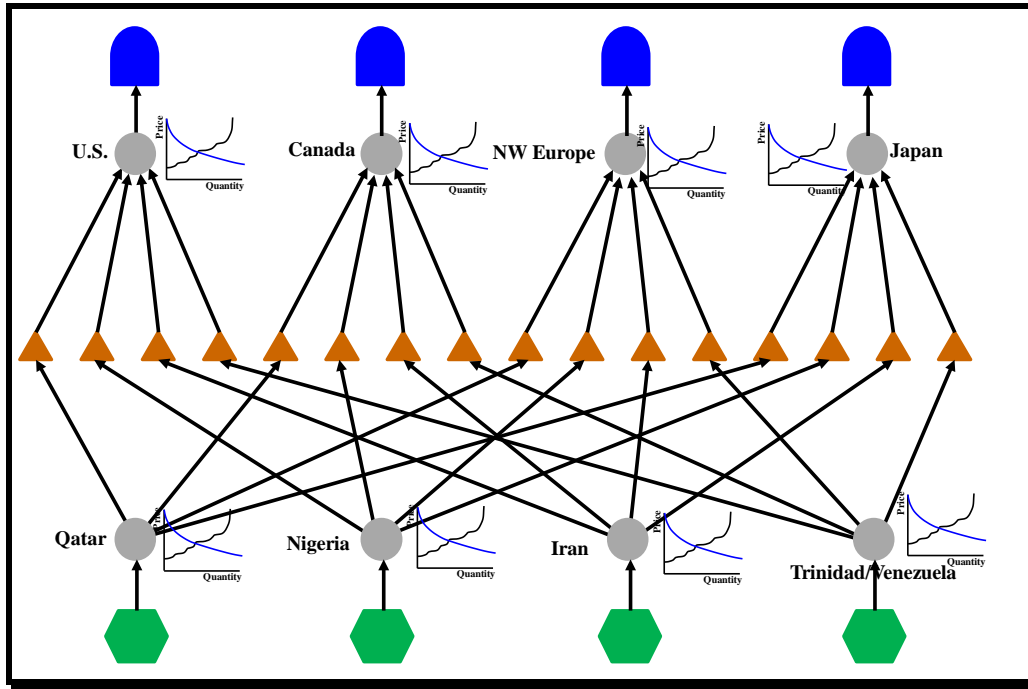 Price
U.S.
Quantity
Price
Canada
Quantity
Price
NW Europe
Quantity
Price
Japan
Quantity
Price
Qatar
Quantity
Price
Nigeria
Quantity
Price
Iran
Quantity
Price
Trinidad/Venezuela
Quantity